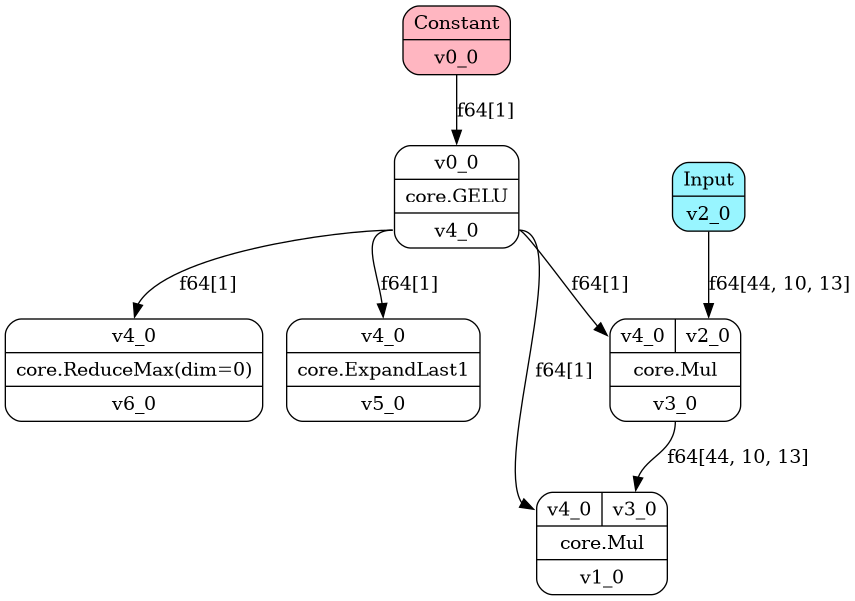 Constant
v0_0
f64[1]
v0_0
core.GELU
v4_0
Input
v2_0
f64[1]
f64[1]
f64[1]
f64[44, 10, 13]
v4_0
core.ReduceMax(dim=0)
v6_0
v4_0
core.ExpandLast1
v5_0
f64[1]
v4_0 v2_0
core.Mul
v3_0
f64[44, 10, 13]
v4_0 v3_0
core.Mul
v1_0